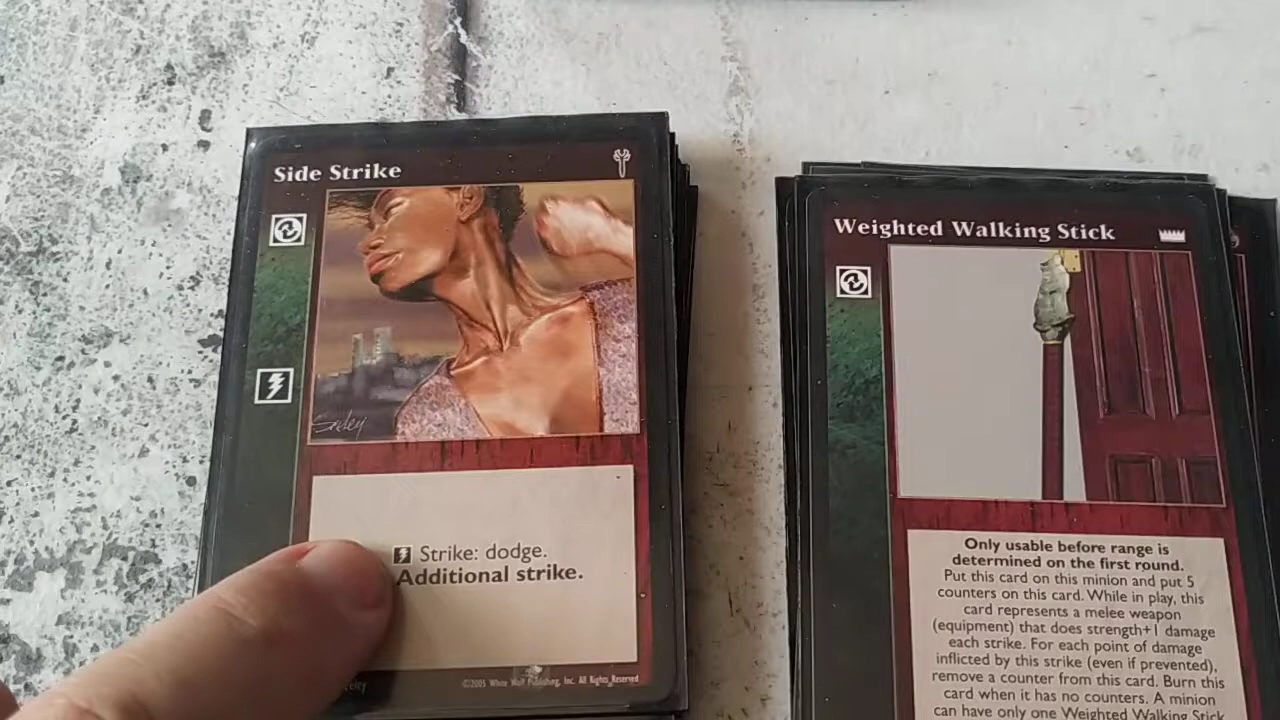 Side Strike
Sedey
Strike: dodge.
Additional strike.
©2005 White Wolf Publishing, Inc. All Rights Reserved
Weighted Walking Stick
Only usable before range is
determined on the first round.
Put this card on this minion and put 5
counters on this card. While in play, this
card represents a melee weapon
(equipment) that does strength+1 damage
each strike. For each point of damage
inflicted by this strike (even if prevented),
remove a counter from this card. Burn this
card when it has no counters. A minion
can have only one Weighted Walking Stick